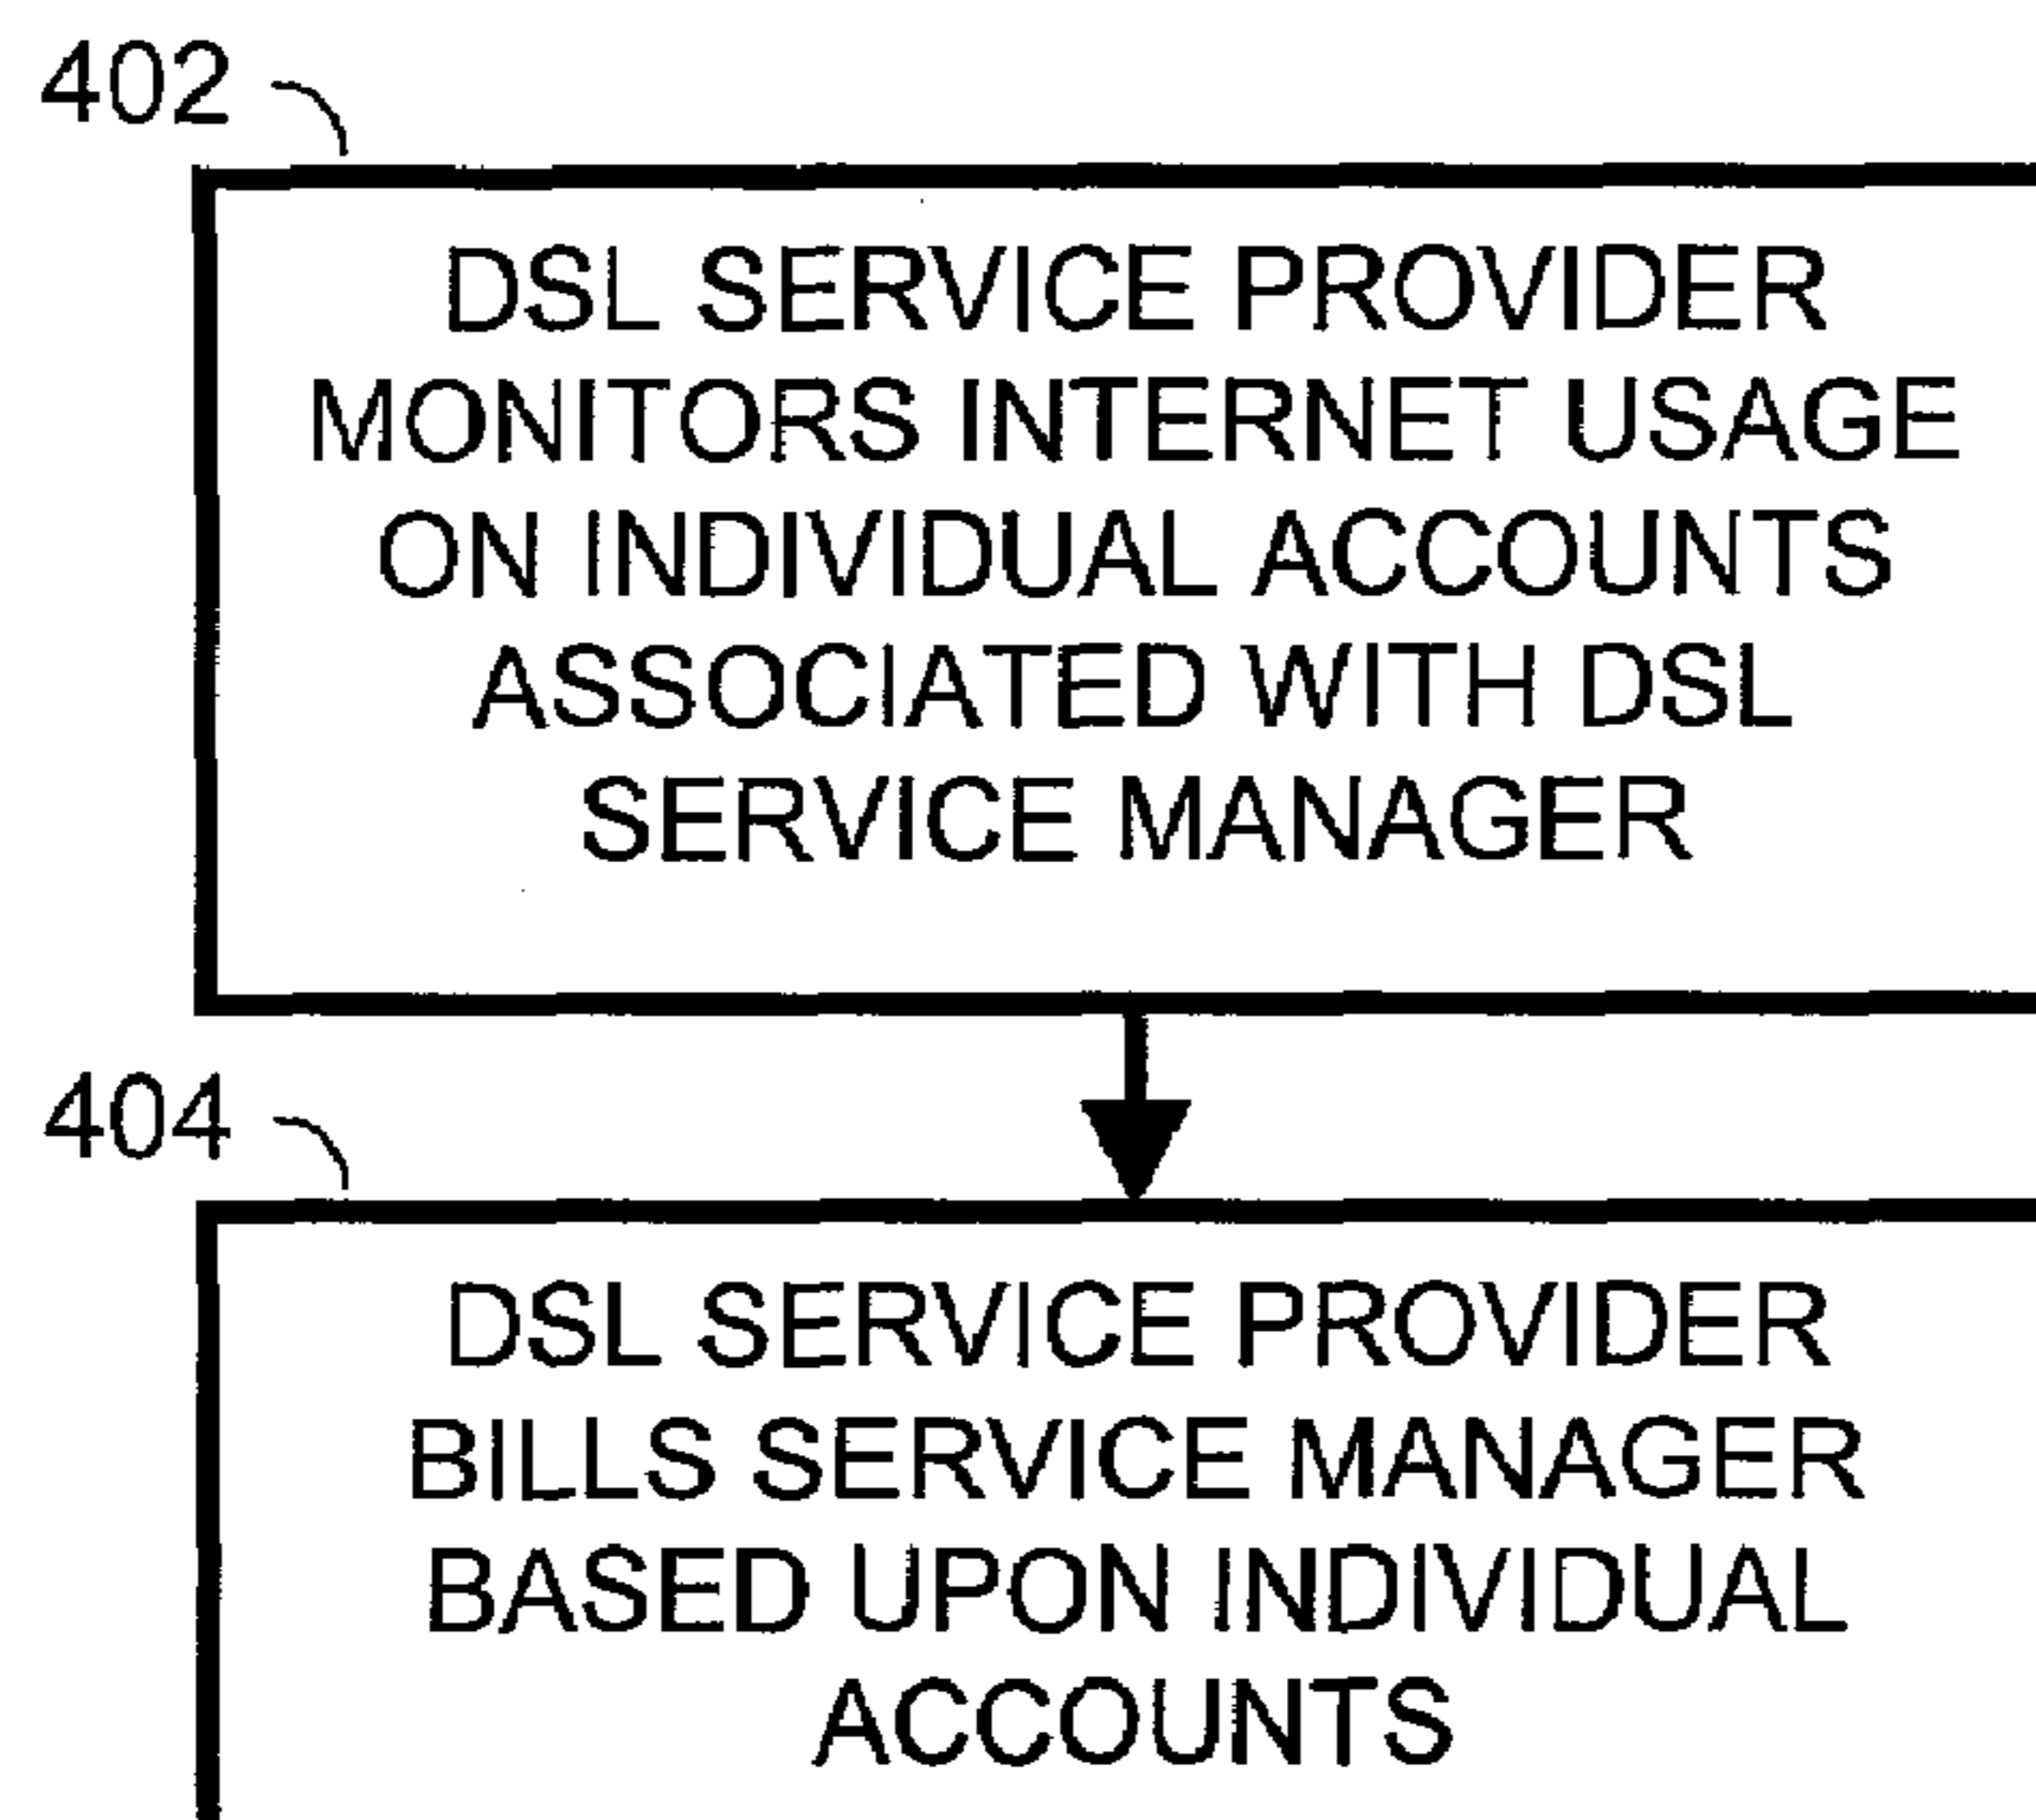 402
DSL SERVICE PROVIDER
MONITORS INTERNET USAGE
ON INDIVIDUAL ACCOUNTS
ASSOCIATED WITH DSL
SERVICE MANAGER
404
DSL SERVICE PROVIDER
BILLS SERVICE MANAGER
BASED UPON INDIVIDUAL
ACCOUNTS